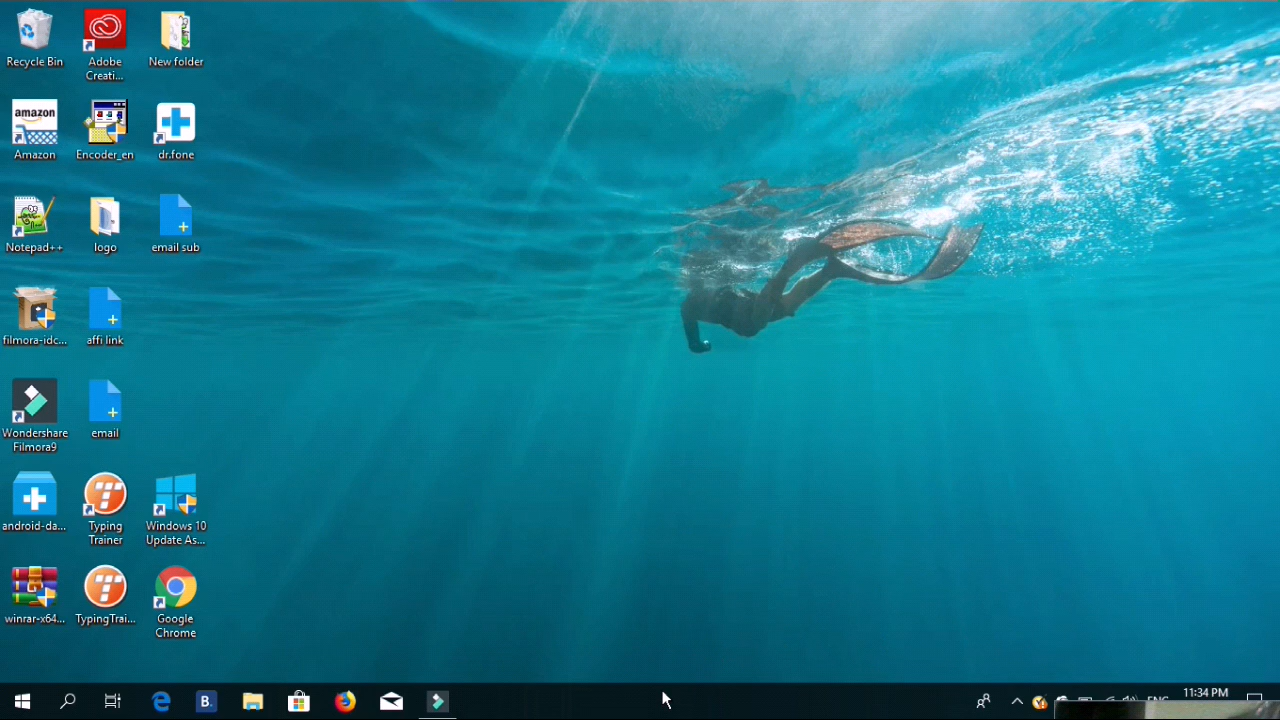 Recycle Bin
Adobe
Creati...
New folder
amazon
Amazon
Encoder_en
dr.fone
Notepad++
logo
email sub
filmora-idc...
affi link
Wondershare
Filmora9
email
android-da...
Typing
Trainer
Windows 10
Update As...
winrar-x64...
TypingTrai...
Google
Chrome
B.
ENG
11:34 PM